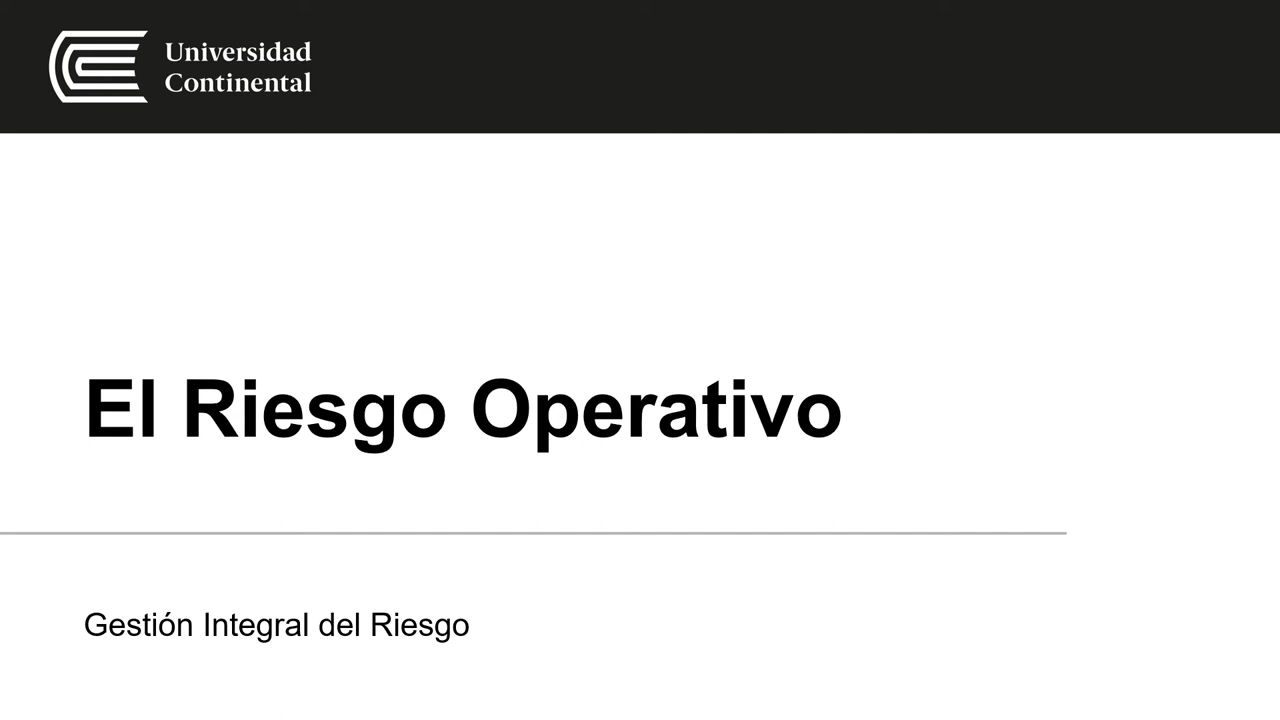 Universidad
Continental
El Riesgo Operativo
Gestión Integral del Riesgo